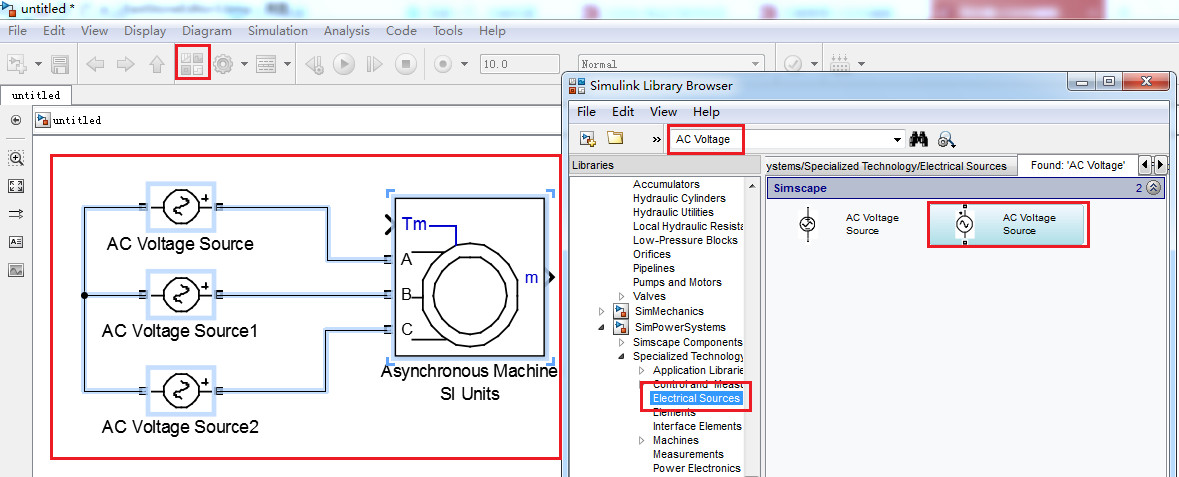 untitled *
File Edit View Display Diagram Simulation Analysis Code Tools Help
10.0 Normal
untitled
untitled
AC Voltage Source
AC Voltage Source1
AC Voltage Source2
Tm
A
B
C
m
Asynchronous Machine
SI Units
Simulink Library Browser
File Edit View Help
» AC Voltage
Libraries
Accumulators
Hydraulic Cylinders
Hydraulic Utilities
Local Hydraulic Resista
Low-Pressure Blocks
Orifices
Pipelines
Pumps and Motors
Valves
SimMechanics
SimPowerSystems
Simscape Components
Specialized Technology
Application Librarie
Control and Meas
Electrical Sources
Elements
Interface Elements
Machines
Measurements
Power Electronics
ystems/Specialized Technology/Electrical Sources
Found: 'AC Voltage'
Simscape 2
AC Voltage
Source
AC Voltage
Source